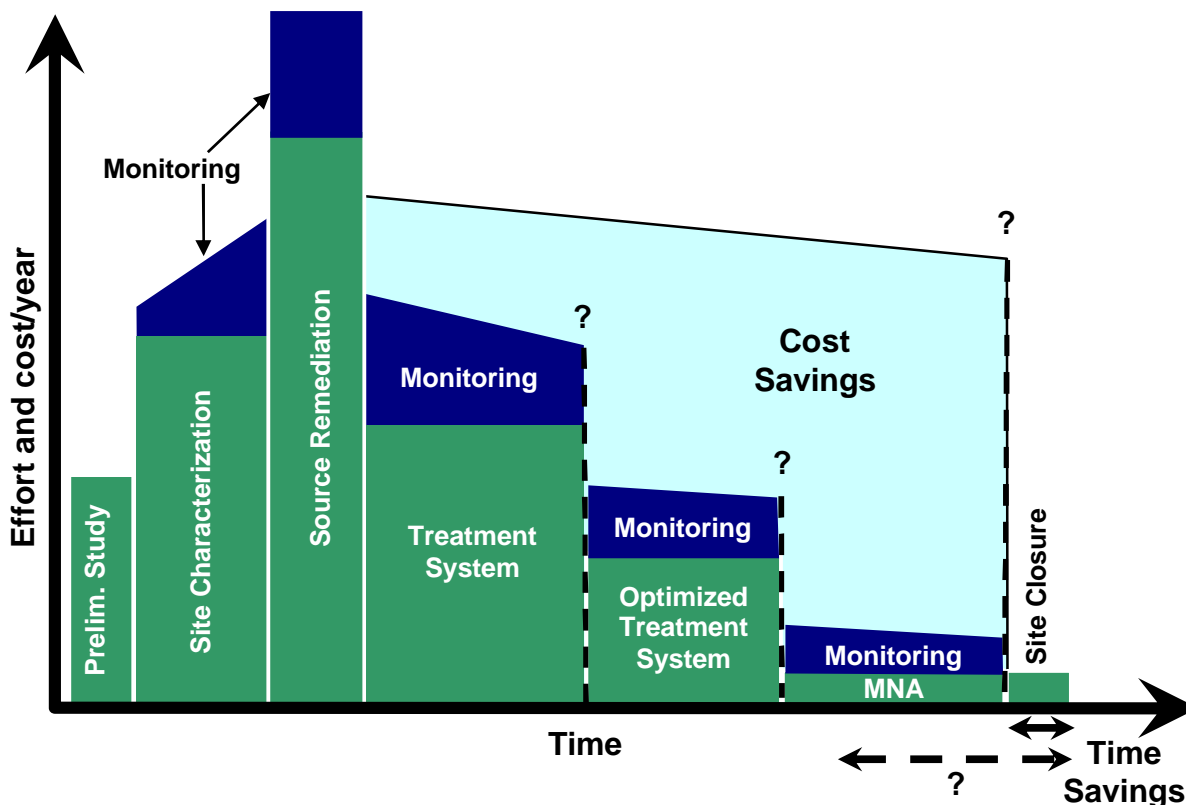 Effort and cost/year
Monitoring
Prelim. Study
Site Characterization
Source Remediation
Monitoring
Treatment
System
?
Monitoring
Optimized
Treatment
System
?
Monitoring
MNA
Cost
Savings
?
Site Closure
Time
?
Time
Savings